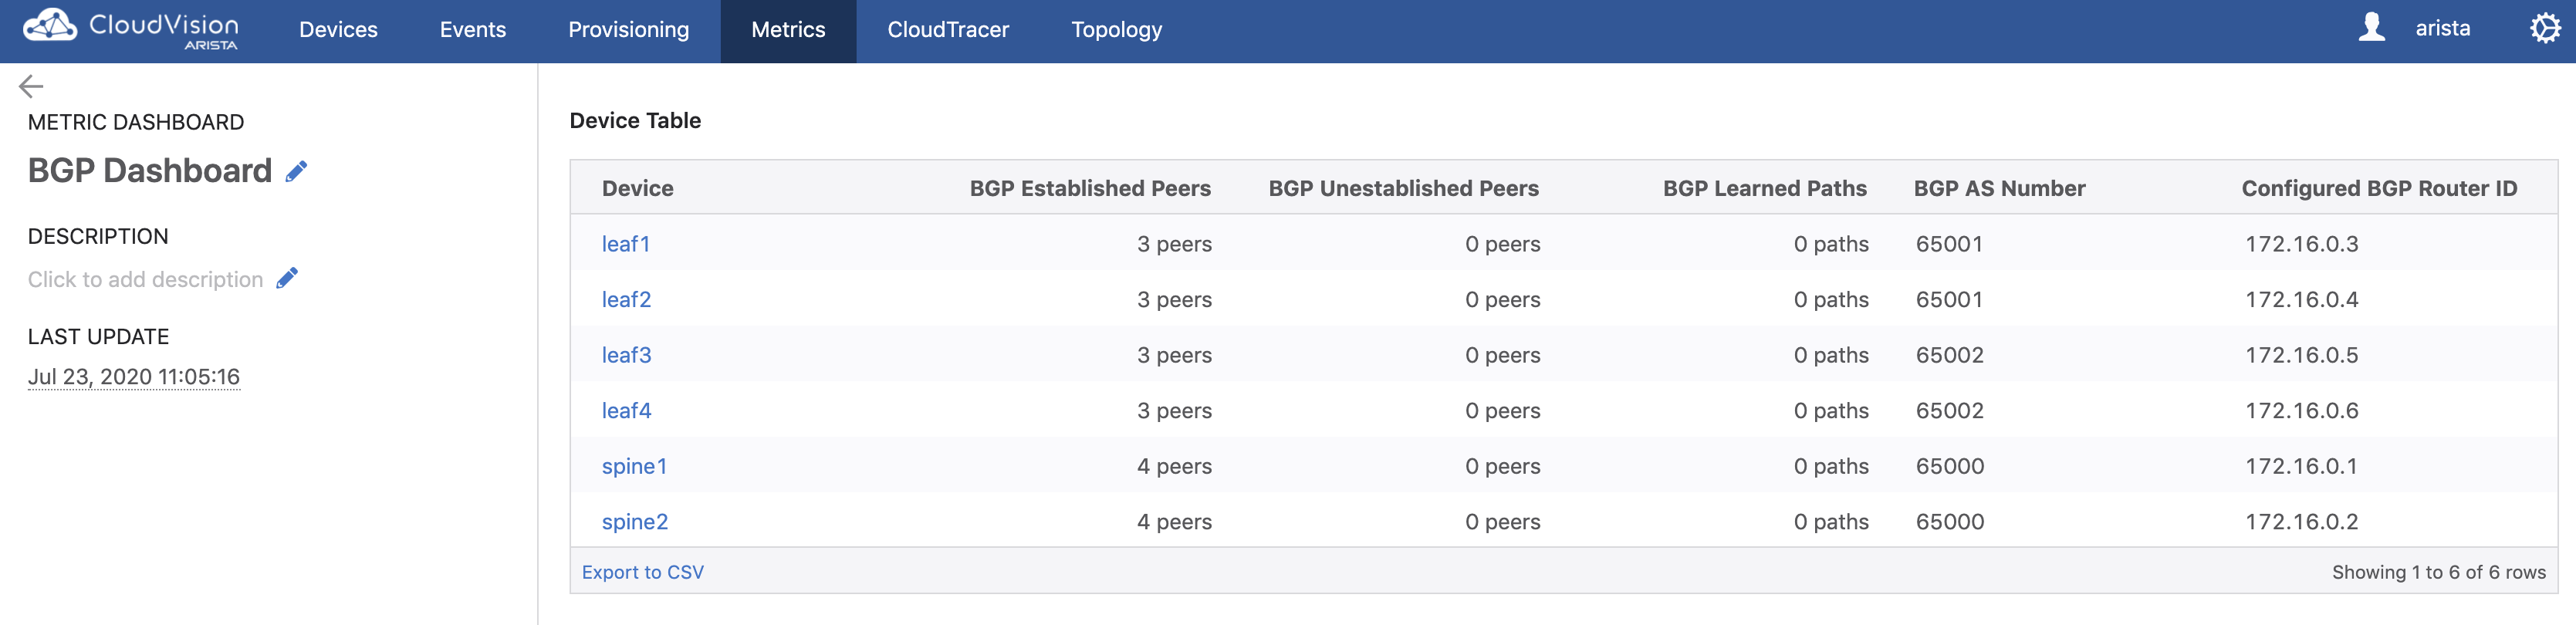 CloudVision
ARISTA
Devices Events Provisioning Metrics CloudTracer Topology arista
METRIC DASHBOARD
BGP Dashboard
DESCRIPTION
Click to add description
LAST UPDATE
Jul 23, 2020 11:05:16
Device Table
Device BGP Established Peers BGP Unestablished Peers BGP Learned Paths BGP AS Number Configured BGP Router ID
leaf1 3 peers 0 peers 0 paths 65001 172.16.0.3
leaf2 3 peers 0 peers 0 paths 65001 172.16.0.4
leaf3 3 peers 0 peers 0 paths 65002 172.16.0.5
leaf4 3 peers 0 peers 0 paths 65002 172.16.0.6
spine1 4 peers 0 peers 0 paths 65000 172.16.0.1
spine2 4 peers 0 peers 0 paths 65000 172.16.0.2
Export to CSV Showing 1 to 6 of 6 rows